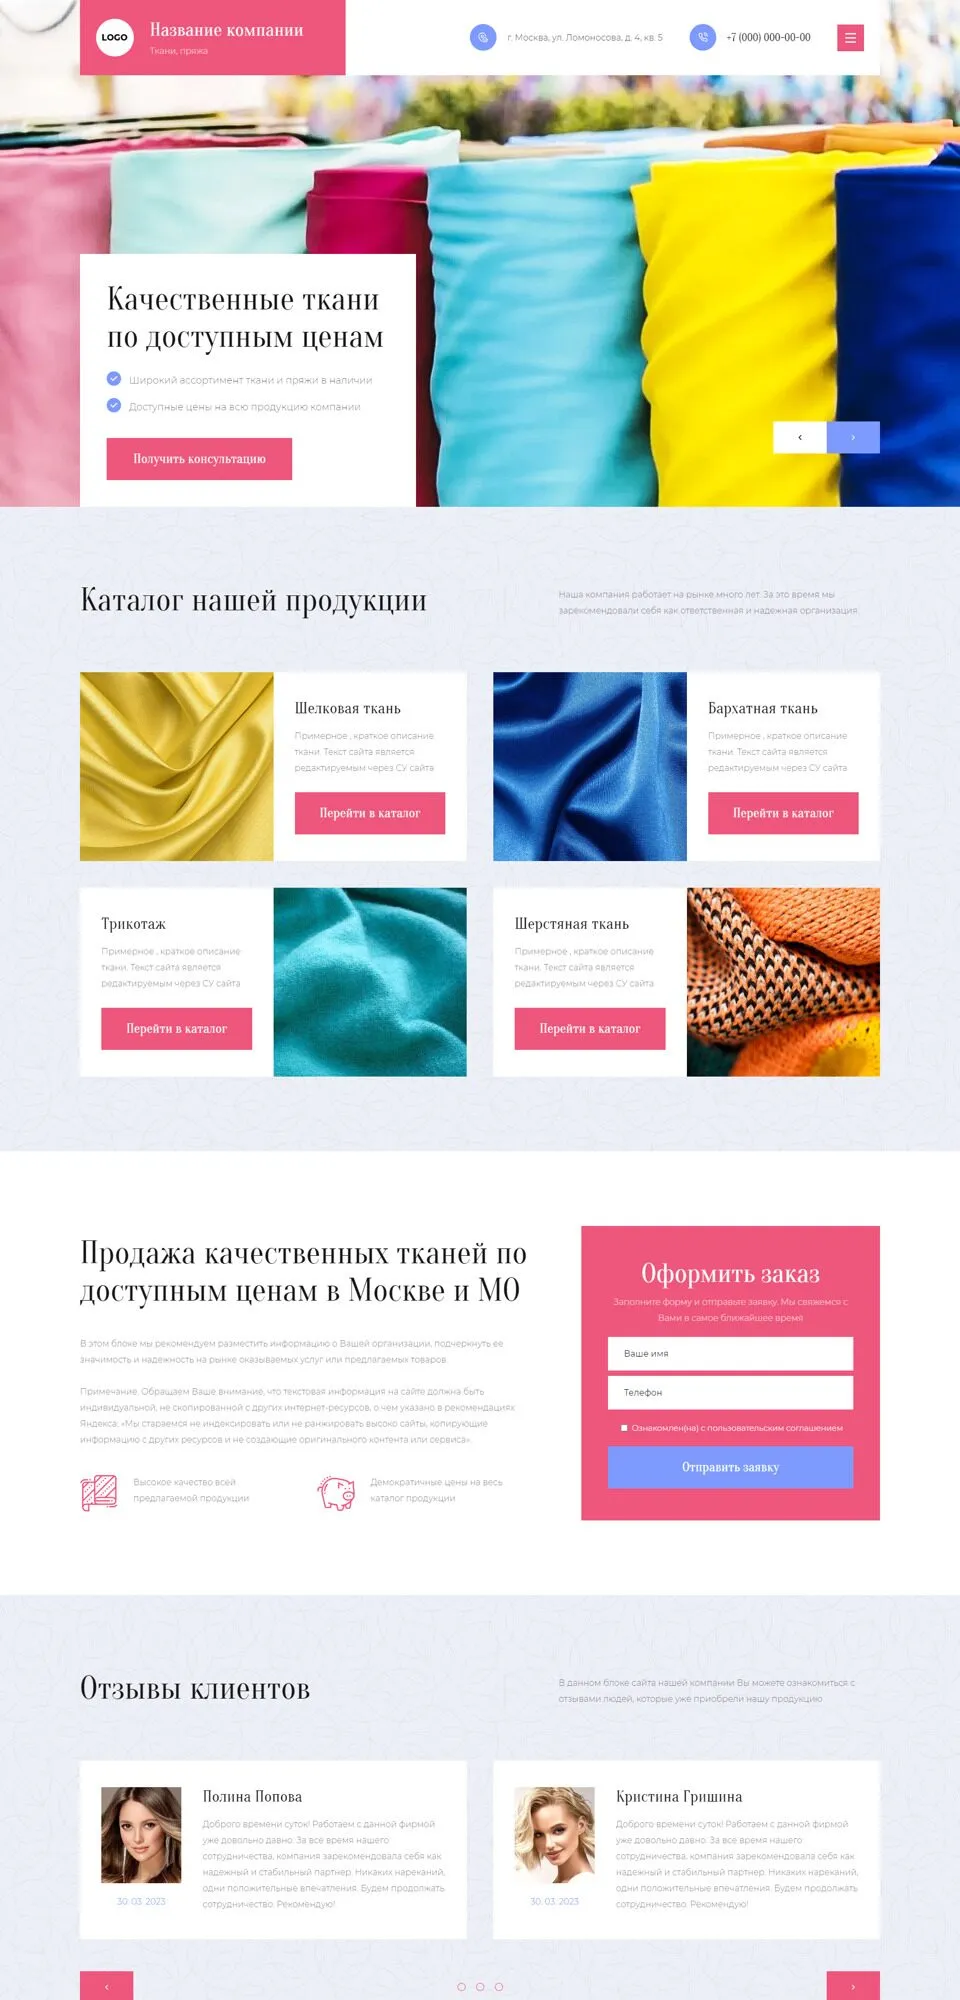 LOGO
Название компании
Ткани, пряжа
г. Москва, ул. Ломоносова, д. 4, кв. 5
+7 (000) 000-00-00
Качественные ткани
по доступным ценам
Широкий ассортимент ткани и пряжи в наличии
Доступные цены на всю продукцию компании
Получить консультацию
Каталог нашей продукции
Наша компания работает на рынке много лет. За это время мы
зарекомендовали себя как ответственная и надежная организация.
Шелковая ткань
Примерное , краткое описание
ткани. Текст сайта является
редактируемым через СУ сайта
Перейти в каталог
Бархатная ткань
Примерное , краткое описание
ткани. Текст сайта является
редактируемым через СУ сайта
Перейти в каталог
Трикотаж
Примерное , краткое описание
ткани. Текст сайта является
редактируемым через СУ сайта
Перейти в каталог
Шерстяная ткань
Примерное , краткое описание
ткани. Текст сайта является
редактируемым через СУ сайта
Перейти в каталог
Продажа качественных тканей по
доступным ценам в Москве и МО
В этом блоке мы рекомендуем разместить информацию о Вашей организации, подчеркнуть ее
значимость и надежность на рынке оказываемых услуг или предлагаемых товаров.
Примечание. Обращаем Ваше внимание, что текстовая информация на сайте должна быть
индивидуальной, не скопированной с других интернет-ресурсов, о чем указано в рекомендациях
Яндекса: «Мы стараемся не индексировать или не ранжировать высоко сайты, копирующие
информацию с других ресурсов и не создающие оригинального контента или сервиса».
Высокое качество всей
предлагаемой продукции
Демократичные цены на весь
каталог продукции
Оформить заказ
Заполните форму и отправьте заявку. Мы свяжемся с
Вами в самое ближайшее время
Ваше имя
Телефон
Ознакомлен(на) с пользовательским соглашением
Отправить заявку
Отзывы клиентов
В данном блоке сайта нашей компании Вы можете ознакомиться с
отзывами людей, которые уже приобрели нашу продукцию
Полина Попова
Доброго времени суток! Работаем с данной фирмой
уже довольно давно. За все время нашего
сотрудничества, компания зарекомендовала себя как
надежный и стабильный партнер. Никаких нареканий,
одни положительные впечатления. Будем продолжать
сотрудничество. Рекомендую!
30. 03. 2023
Кристина Гришина
Доброго времени суток! Работаем с данной фирмой
уже довольно давно. За все время нашего
сотрудничества, компания зарекомендовала себя как
надежный и стабильный партнер. Никаких нареканий,
одни положительные впечатления. Будем продолжать
сотрудничество. Рекомендую!
30. 03. 2023